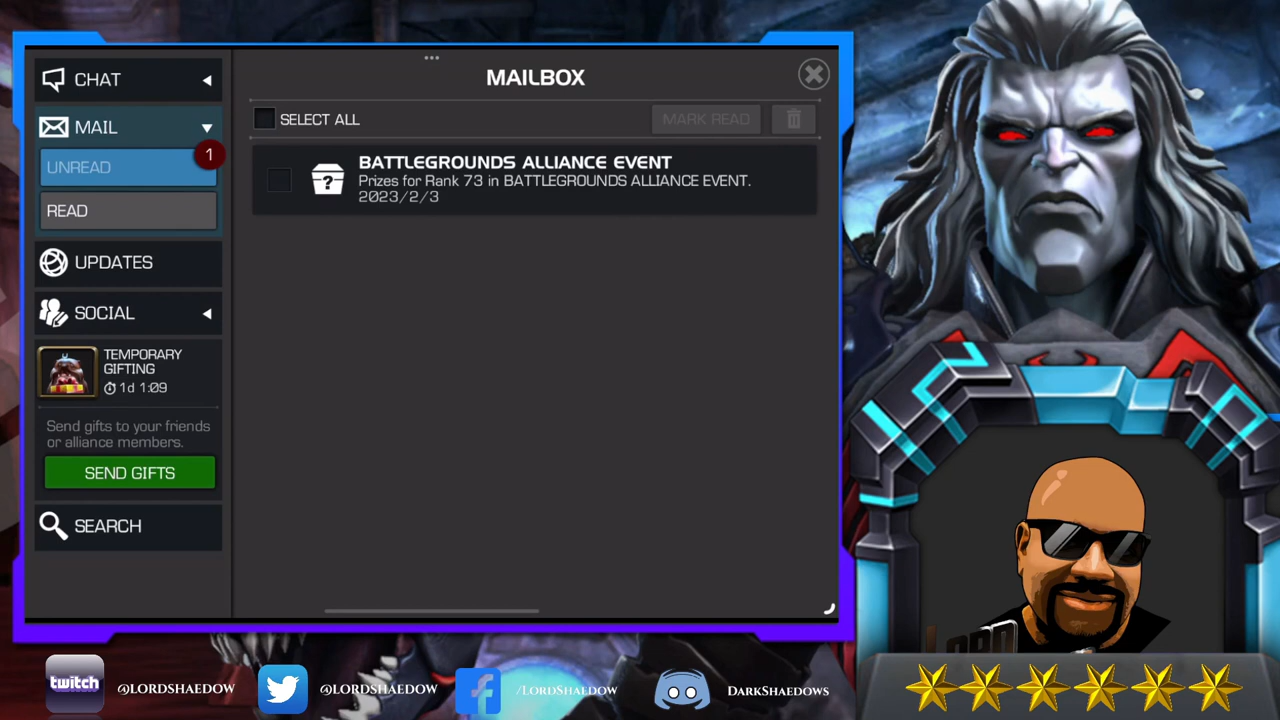 CHAT
MAIL
1
UNREAD
READ
UPDATES
SOCIAL
TEMPORARY
GIFTING
1d 1:09
Send gifts to your friends
or alliance members.
SEND GIFTS
SEARCH
MAILBOX
SELECT ALL
MARK READ
BATTLEGROUNDS ALLIANCE EVENT
Prizes for Rank 73 in BATTLEGROUNDS ALLIANCE EVENT.
2023/2/3
LORD
twitch
@LORDSHAEDOW
@LORDSHAEDOW
/LORDSHAEDOW
DARKSHAEDOWS